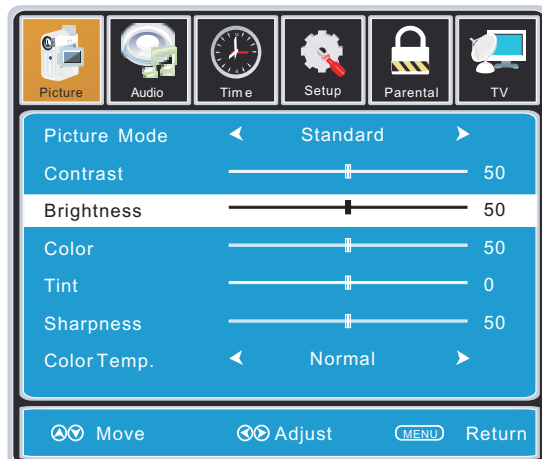 Picture Audio Time Setup Parental TV
Picture Mode Standard
Contrast 50
Brightness 50
Color 50
Tint 0
Sharpness 50
Color Temp. Normal
Move Adjust MENU Return